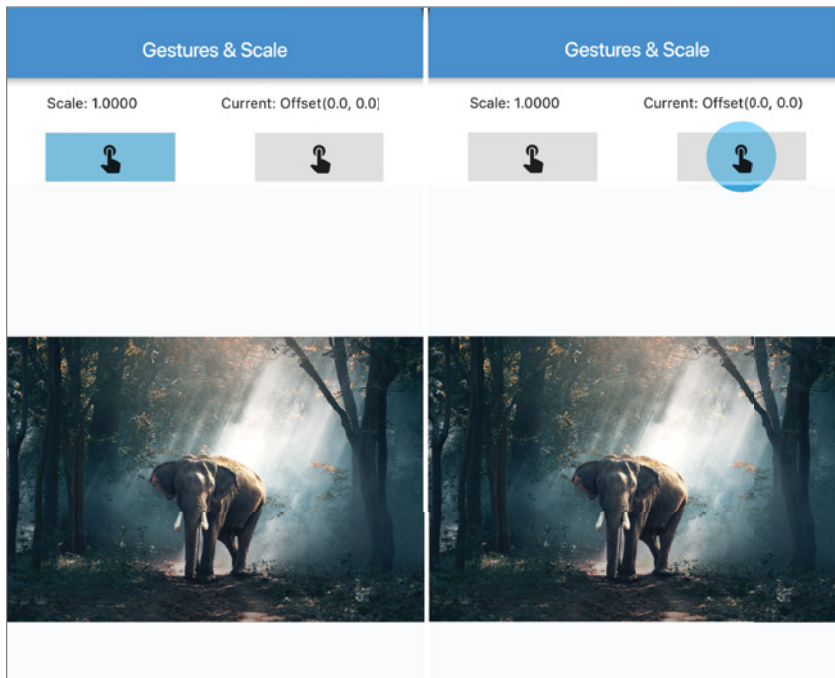 Gestures & Scale
Scale: 1.0000 Current: Offset(0.0, 0.0)
Gestures & Scale
Scale: 1.0000 Current: Offset(0.0, 0.0)